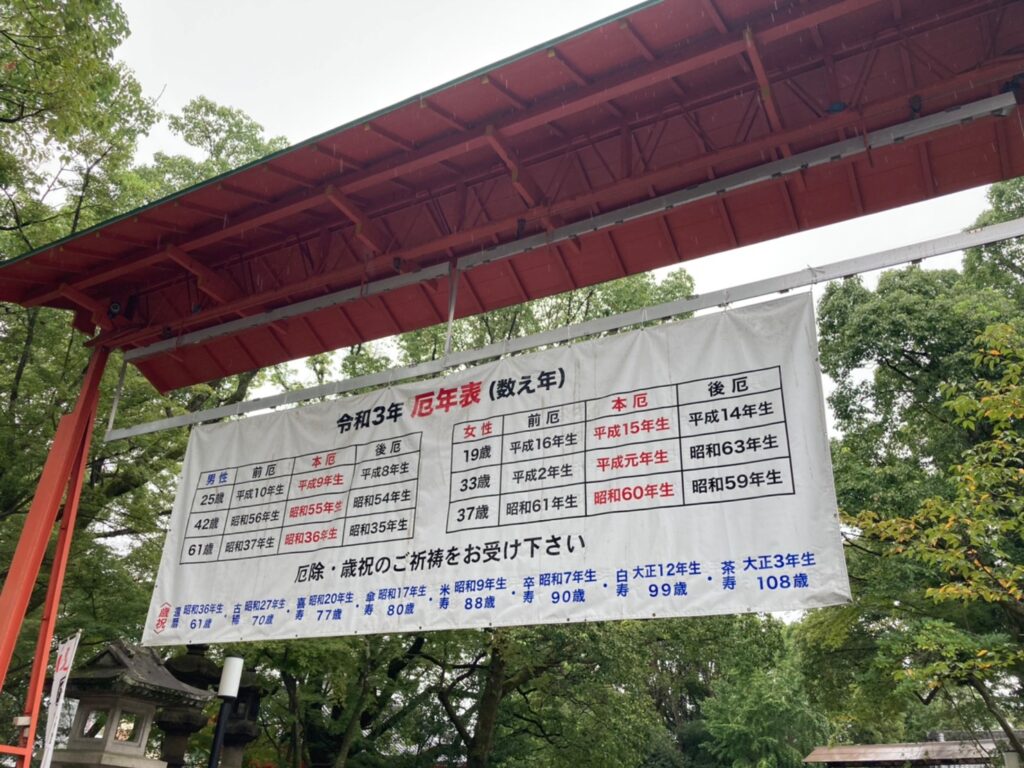 令和3年 厄年表 (数え年)
男性 前厄 本厄 後厄
25歳 平成10年生 平成9年生 平成8年生
42歳 昭和56年生 昭和55年生 昭和54年生
61歳 昭和37年生 昭和36年生 昭和35年生
女性 前厄 本厄 後厄
19歳 平成16年生 平成15年生 平成14年生
33歳 平成2年生 平成元年生 昭和63年生
37歳 昭和61年生 昭和60年生 昭和59年生
厄除・歳祝のご祈祷をお受け下さい
歳祝
還暦 昭和36年生 61歳・
古稀 昭和27年生 70歳・
喜寿 昭和20年生 77歳・
傘寿 昭和17年生 80歳・
米寿 昭和9年生 88歳・
卒寿 昭和7年生 90歳・
白寿 大正12年生 99歳・
茶寿 大正3年生 108歳